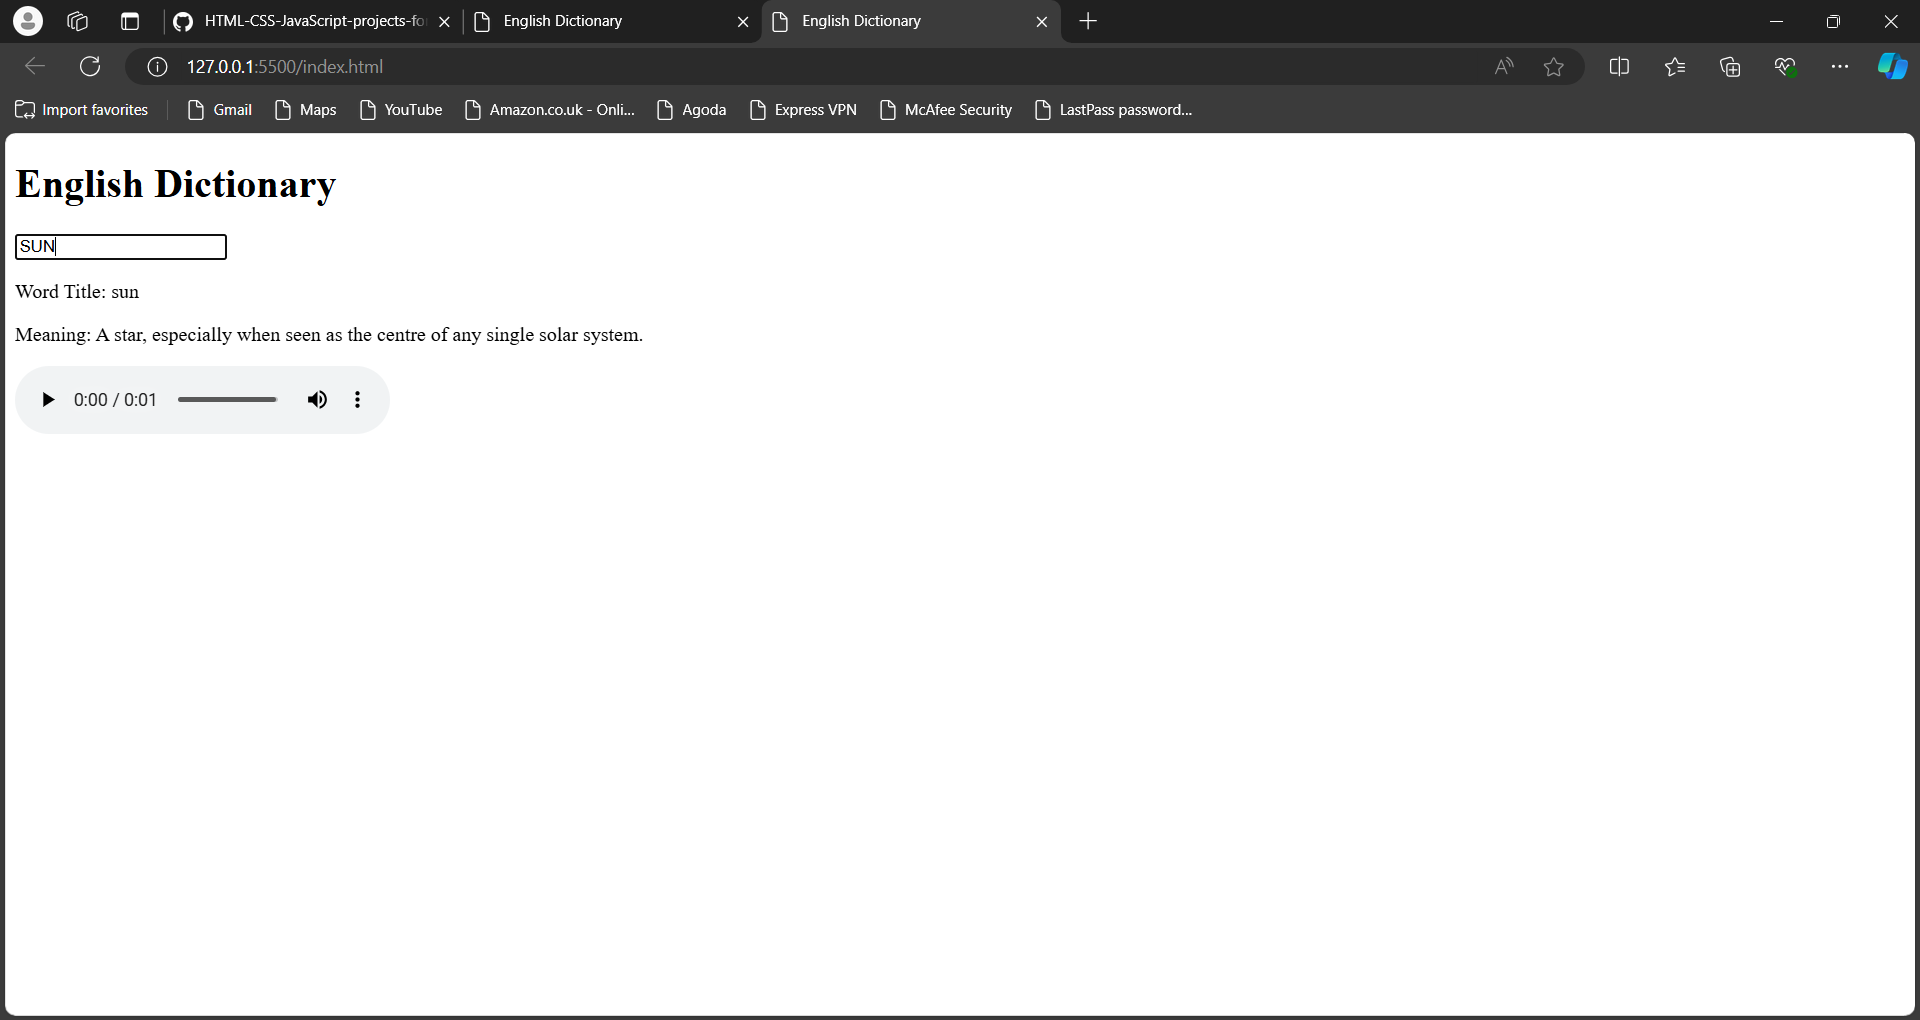 HTML-CSS-JavaScript-projects-fo
English Dictionary
English Dictionary
127.0.0.1:5500/index.html
Import favorites
Gmail
Maps
YouTube
Amazon.co.uk - Onli...
Agoda
Express VPN
McAfee Security
LastPass password...
English Dictionary
SUN
Word Title: sun
Meaning: A star, especially when seen as the centre of any single solar system.
0:00 / 0:01